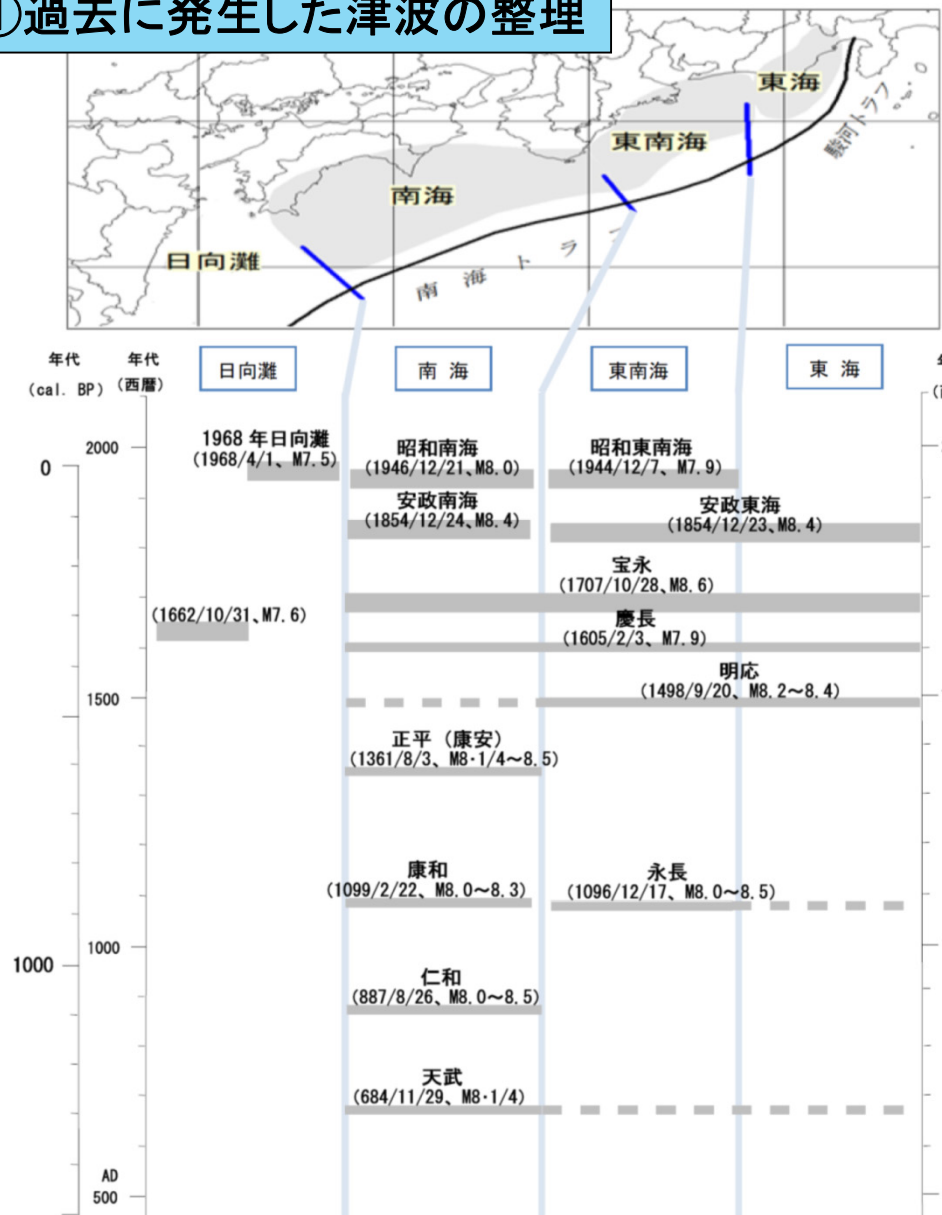 ①過去に発生した津波の整理
東海
東南海
南海
日向灘
駿河トラフ
南海トラフ
年代
(cal. BP)
年代
(西暦)
日向灘
南 海
東南海
東 海
2000
0
1500
1000
1000
AD
500
1968 年日向灘
(1968/4/1、M7.5)
昭和南海
(1946/12/21、M8.0)
昭和東南海
(1944/12/7、M7.9)
安政南海
(1854/12/24、M8.4)
安政東海
(1854/12/23、M8.4)
宝永
(1707/10/28、M8.6)
(1662/10/31、M7.6)
慶長
(1605/2/3、M7.9)
明応
(1498/9/20、M8.2～8.4)
正平（康安）
(1361/8/3、M8・1/4～8.5)
康和
(1099/2/22、M8.0～8.3)
永長
(1096/12/17、M8.0～8.5)
仁和
(887/8/26、M8.0～8.5)
天武
(684/11/29、M8・1/4)